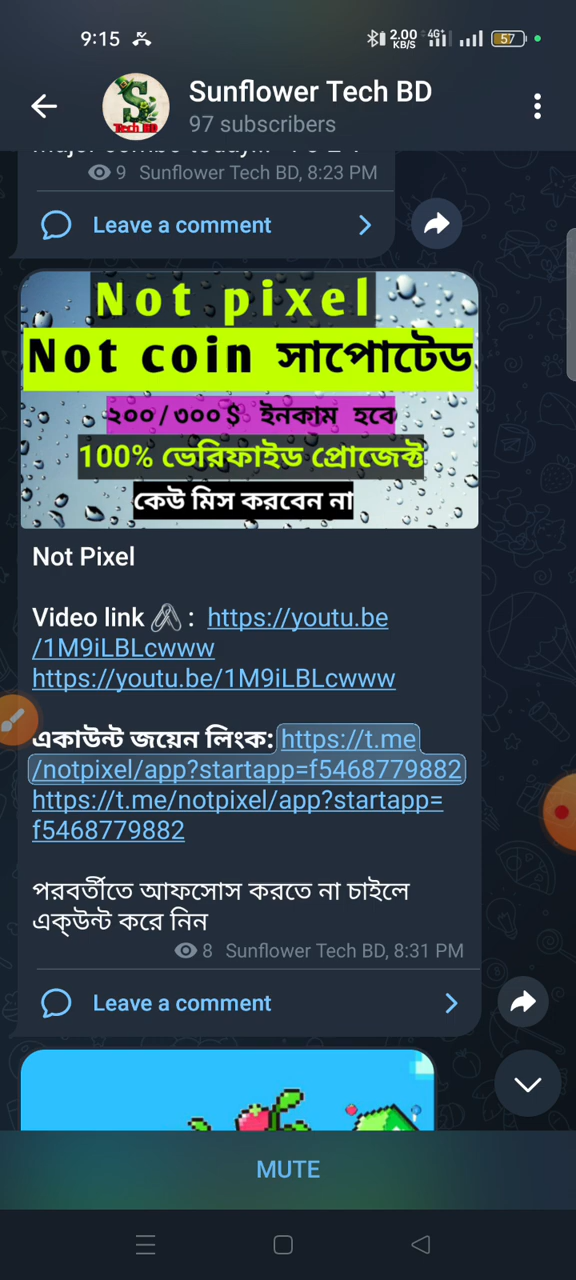 9:15
2.00 KB/S
4G
57
Sunflower Tech BD
97 subscribers
9 Sunflower Tech BD, 8:23 PM
Leave a comment
Not pixel
Not coin সাপোটেড
২০০/৩০০$ ইনকাম হবে
100% ভেরিফাইড প্রোজেক্ট
কেউ মিস করবেন না
Not Pixel
Video link 🖇 : https://youtu.be
/1M9iLBLcwww
https://youtu.be/1M9iLBLcwww
একাউন্ট জয়েন লিংক: https://t.me
/notpixel/app?startapp=f5468779882
https://t.me/notpixel/app?startapp=
f5468779882
পরবর্তীতে আফসোস করতে না চাইলে
একউন্ট করে নিন
8 Sunflower Tech BD, 8:31 PM
Leave a comment
MUTE